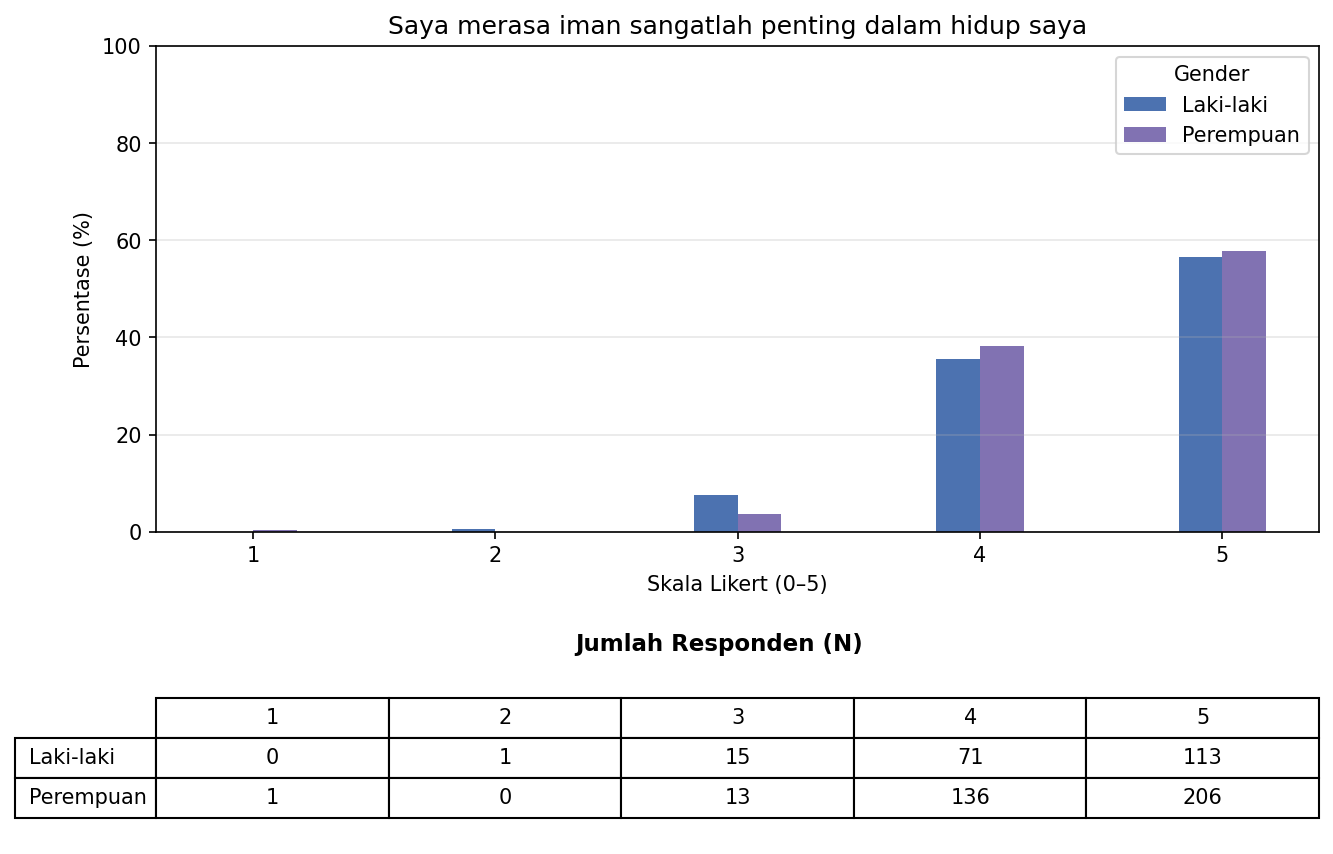 Saya merasa iman sangatlah penting dalam hidup saya
100
80
60
40
20
0
Persentase (%)
Gender
Laki-laki
Perempuan
1 2 3 4 5
Skala Likert (0–5)
Jumlah Responden (N)
1 2 3 4 5
Laki-laki 0 1 15 71 113
Perempuan 1 0 13 136 206